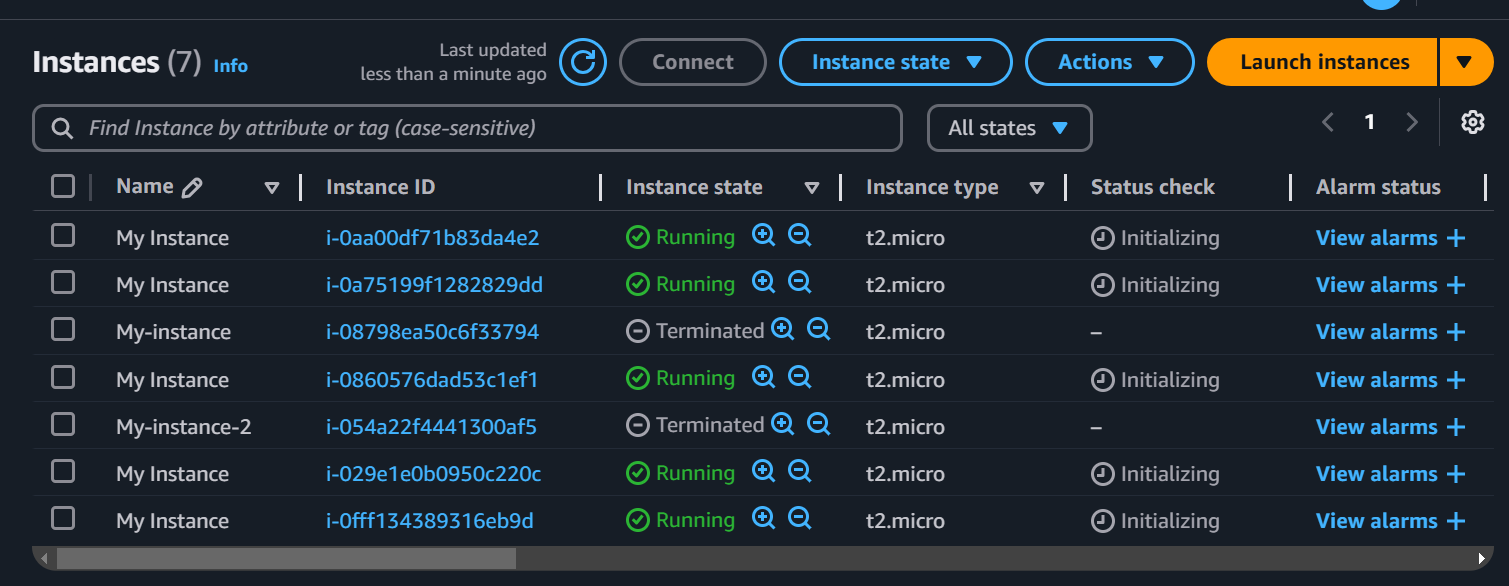 Instances (7) Info
Last updated
less than a minute ago
Connect
Instance state
Actions
Launch instances
Find Instance by attribute or tag (case-sensitive)
All states
1
Name Instance ID Instance state Instance type Status check Alarm status
My Instance i-0aa00df71b83da4e2 Running t2.micro Initializing View alarms +
My Instance i-0a75199f1282829dd Running t2.micro Initializing View alarms +
My-instance i-08798ea50c6f33794 Terminated t2.micro – View alarms +
My Instance i-0860576dad53c1ef1 Running t2.micro Initializing View alarms +
My-instance-2 i-054a22f4441300af5 Terminated t2.micro – View alarms +
My Instance i-029e1e0b0950c220c Running t2.micro Initializing View alarms +
My Instance i-0fff134389316eb9d Running t2.micro Initializing View alarms +